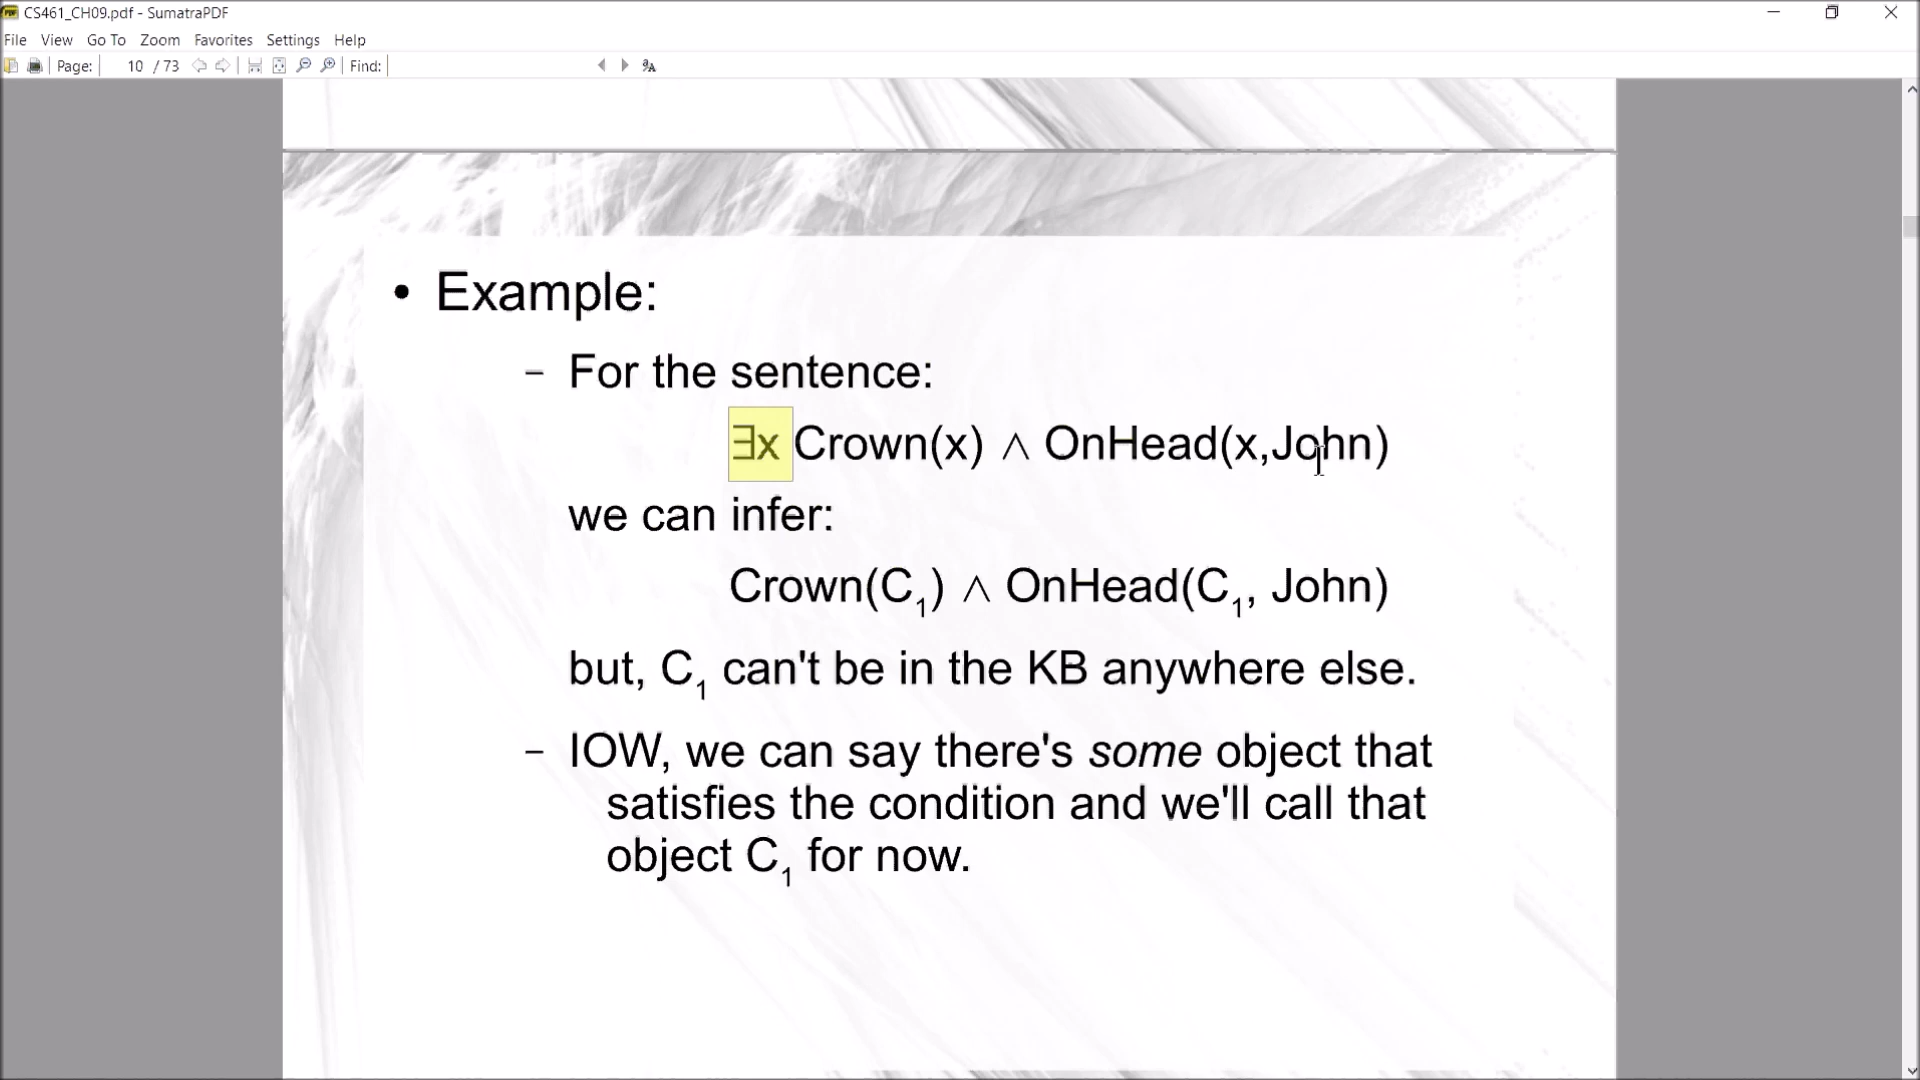 CS461_CH09.pdf - SumatraPDF
File View Go To Zoom Favorites Settings Help
Page: 10 / 73 Find:
• Example:
– For the sentence:
∃x Crown(x) ∧ OnHead(x,John)
we can infer:
Crown(C₁) ∧ OnHead(C₁, John)
but, C₁ can't be in the KB anywhere else.
– IOW, we can say there's some object that
satisfies the condition and we'll call that
object C₁ for now.